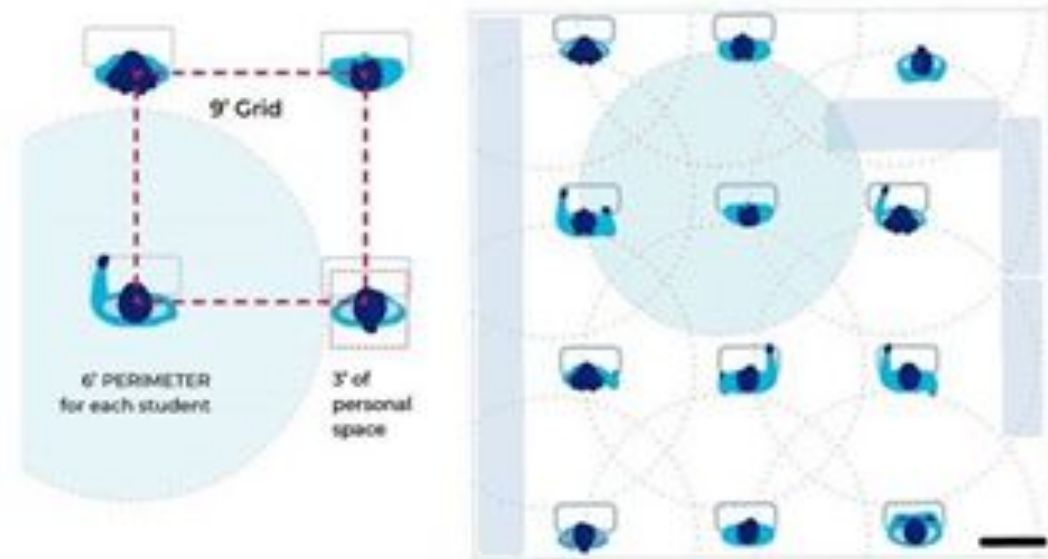 9' Grid
6' PERIMETER
for each student
3' of
personal
space